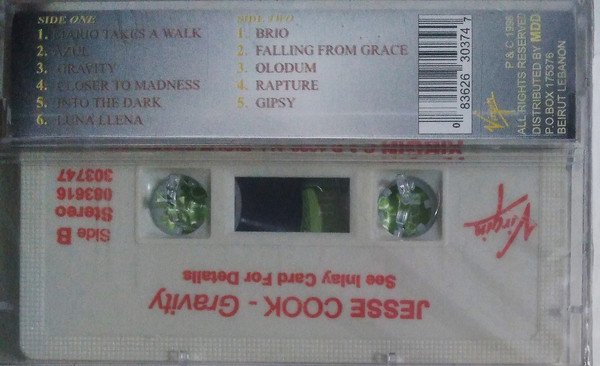 SIDE ONE
1. MARIO TAKES A WALK
2. AZUL
3. GRAVITY
4. CLOSER TO MADNESS
5. INTO THE DARK
6. LUNA LLENA
SIDE TWO
1. BRIO
2. FALLING FROM GRACE
3. OLODUM
4. RAPTURE
5. GIPSY
0 83626 30374 7
Virgin
P & C 1996
ALL RIGHTS RESERVED
DISTRIBUTED BY MDD
P.O.BOX 175376
BEIRUT LEBANON
JESSE COOK - Gravity
See Inlay Card For Details
Virgin
Side B
Stereo
083616
303747